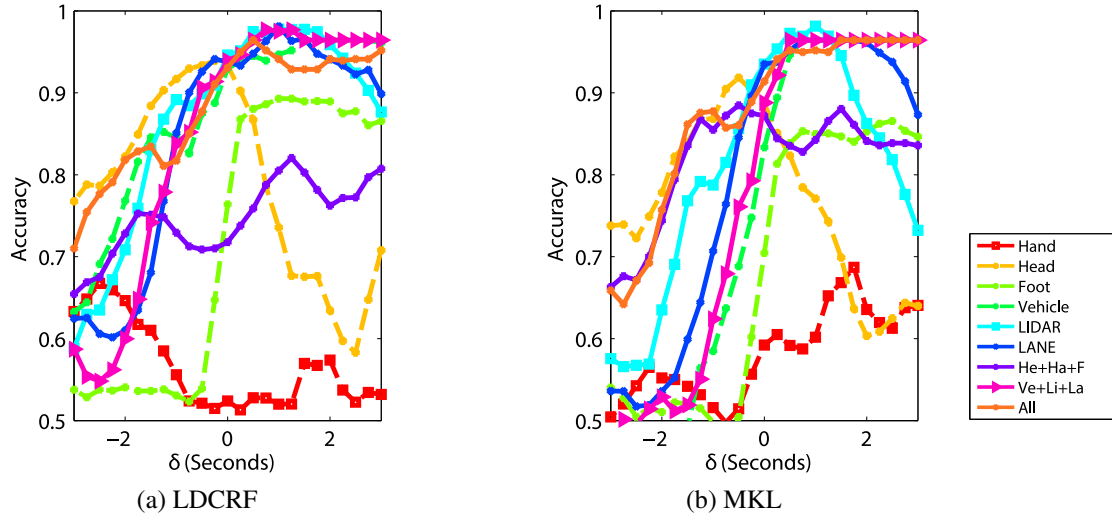 1
0.9
0.8
0.7
0.6
0.5
Accuracy
−2
0
2
δ (Seconds)
(a) LDCRF
1
0.9
0.8
0.7
0.6
0.5
Accuracy
−2
0
2
δ (Seconds)
(b) MKL
Hand
Head
Foot
Vehicle
LIDAR
LANE
He+Ha+F
Ve+Li+La
All